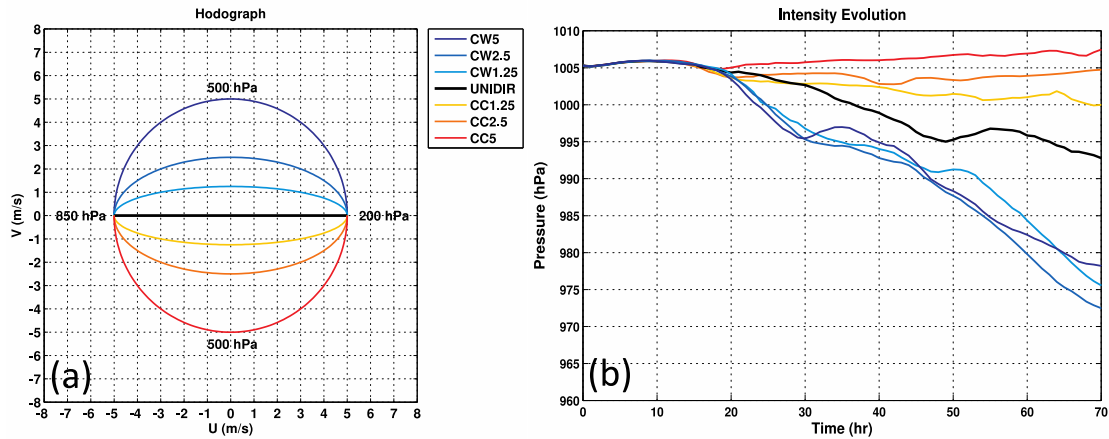 Hodograph
8
7
6
5
4
3
2
1
0
-1
-2
-3
-4
-5
-6
-7
-8
V (m/s)
500 hPa
850 hPa
200 hPa
500 hPa
(a)
-8 -7 -6 -5 -4 -3 -2 -1 0 1 2 3 4 5 6 7 8
U (m/s)
CW5
CW2.5
CW1.25
UNIDIR
CC1.25
CC2.5
CC5
Intensity Evolution
1010
1005
1000
995
990
985
980
975
970
965
960
Pressure (hPa)
(b)
0 10 20 30 40 50 60 70
Time (hr)